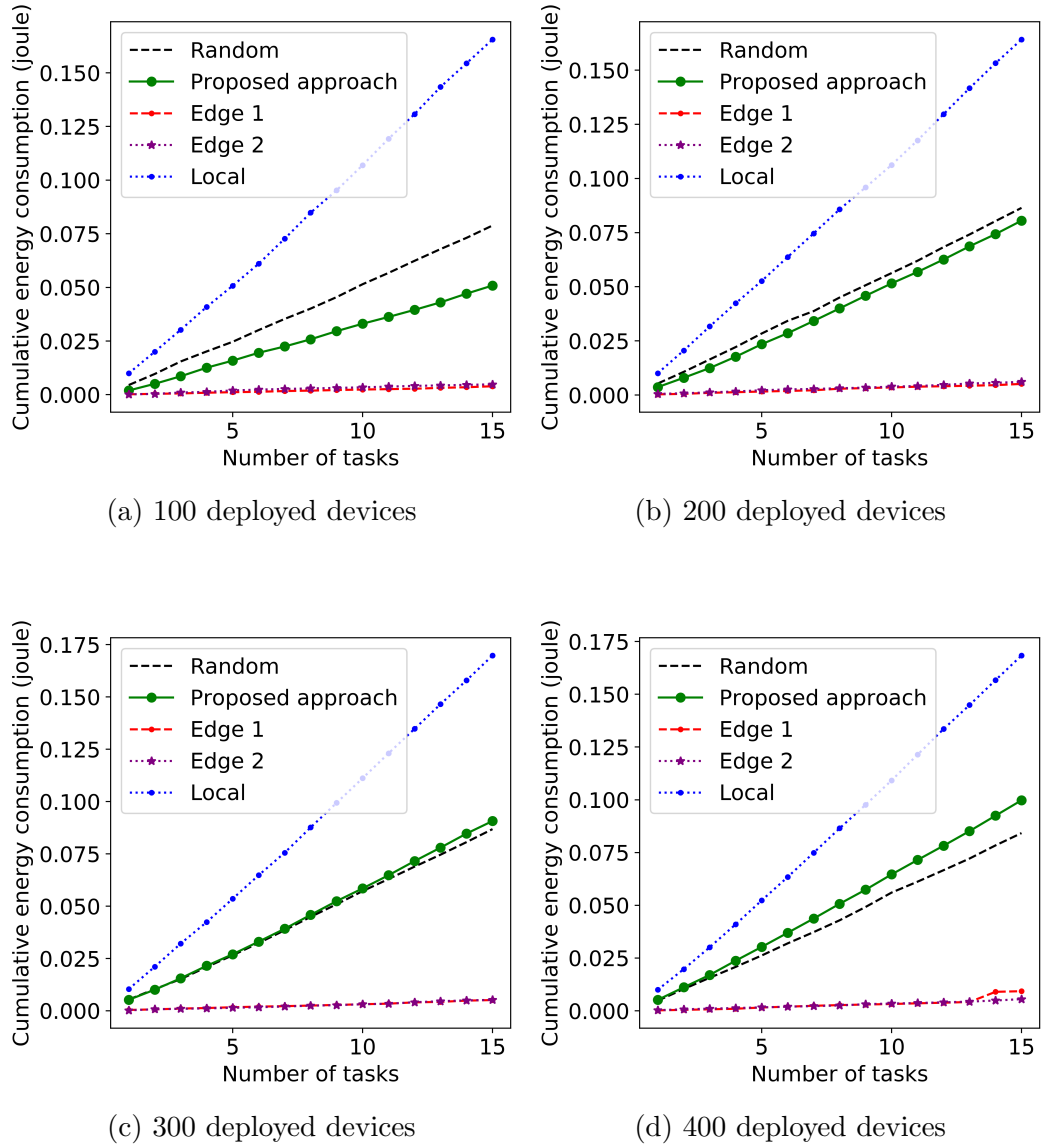 Cumulative energy consumption (joule)
0.150
0.125
0.100
0.075
0.050
0.025
0.000
Random
Proposed approach
Edge 1
Edge 2
Local
5
10
15
Number of tasks
(a) 100 deployed devices
Cumulative energy consumption (joule)
0.150
0.125
0.100
0.075
0.050
0.025
0.000
Random
Proposed approach
Edge 1
Edge 2
Local
5
10
15
Number of tasks
(b) 200 deployed devices
Cumulative energy consumption (joule)
0.175
0.150
0.125
0.100
0.075
0.050
0.025
0.000
Random
Proposed approach
Edge 1
Edge 2
Local
5
10
15
Number of tasks
(c) 300 deployed devices
Cumulative energy consumption (joule)
0.175
0.150
0.125
0.100
0.075
0.050
0.025
0.000
Random
Proposed approach
Edge 1
Edge 2
Local
5
10
15
Number of tasks
(d) 400 deployed devices